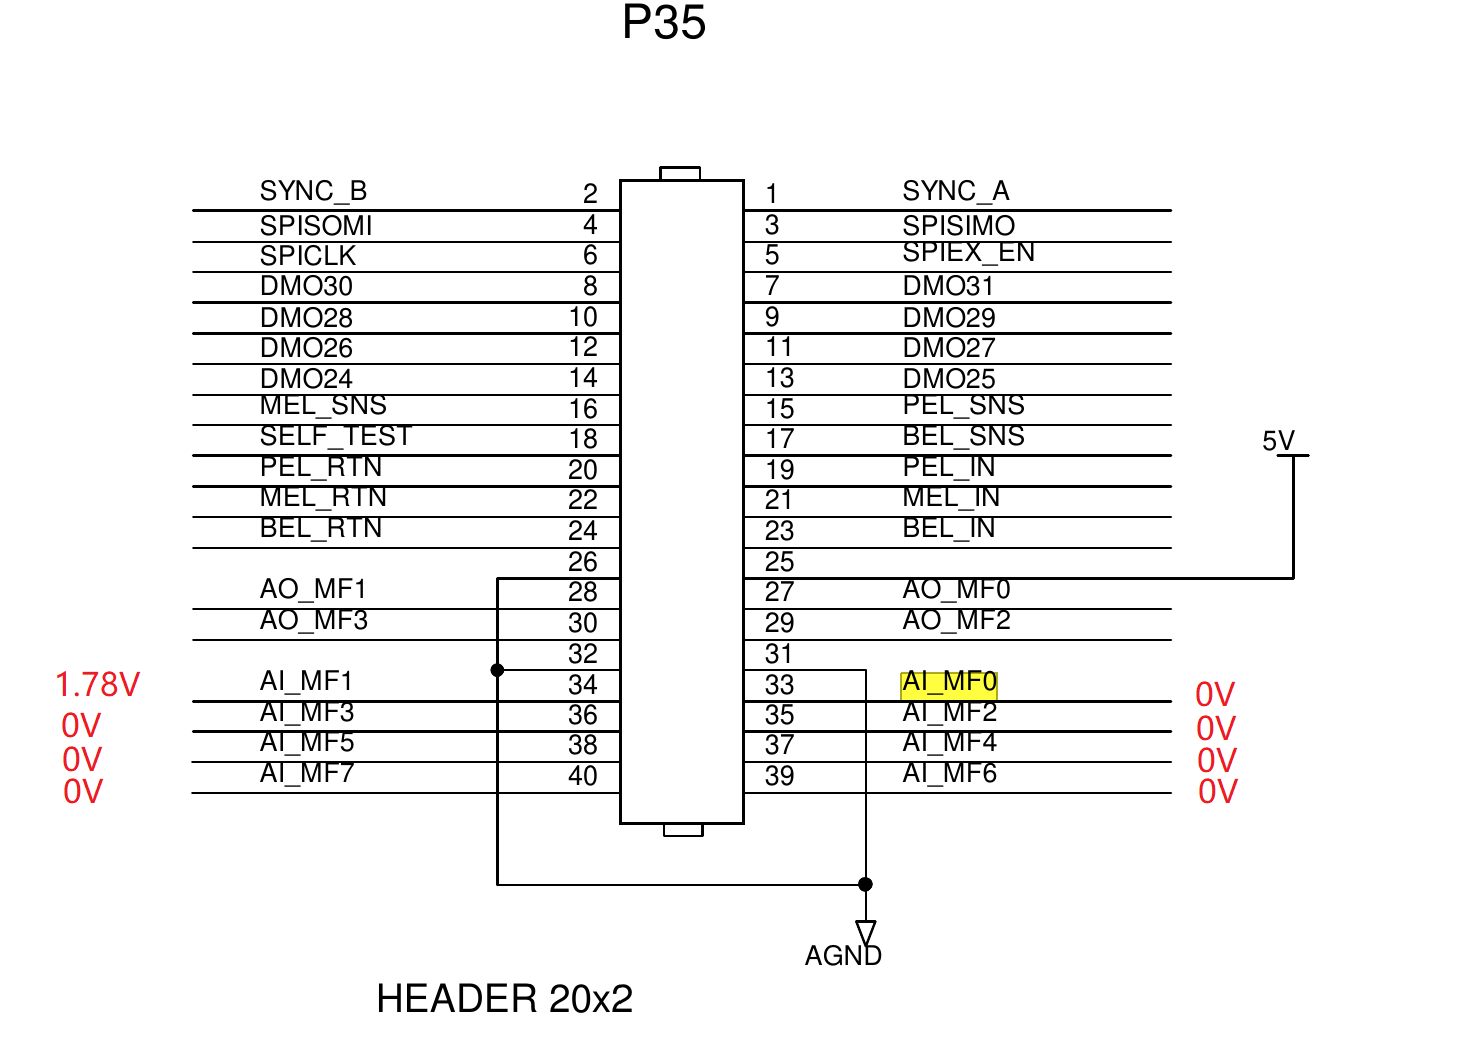 P35
SYNC_B 2 1 SYNC_A
SPISOMI 4 3 SPISIMO
SPICLK 6 5 SPIEX_EN
DMO30 8 7 DMO31
DMO28 10 9 DMO29
DMO26 12 11 DMO27
DMO24 14 13 DMO25
MEL_SNS 16 15 PEL_SNS
SELF_TEST 18 17 BEL_SNS 5V
PEL_RTN 20 19 PEL_IN
MEL_RTN 22 21 MEL_IN
BEL_RTN 24 23 BEL_IN
26 25
AO_MF1 28 27 AO_MF0
AO_MF3 30 29 AO_MF2
32 31
1.78V AI_MF1 34 33 AI_MF0 0V
0V AI_MF3 36 35 AI_MF2 0V
0V AI_MF5 38 37 AI_MF4 0V
0V AI_MF7 40 39 AI_MF6 0V
AGND
HEADER 20x2